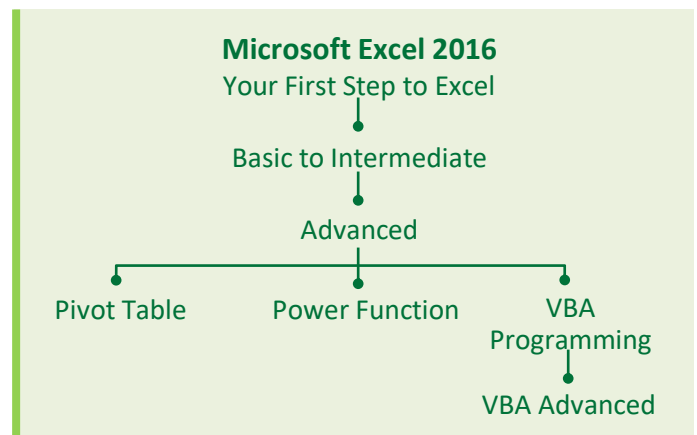 Microsoft Excel 2016
Your First Step to Excel
Basic to Intermediate
Advanced
Pivot Table
Power Function
VBA
Programming
VBA Advanced